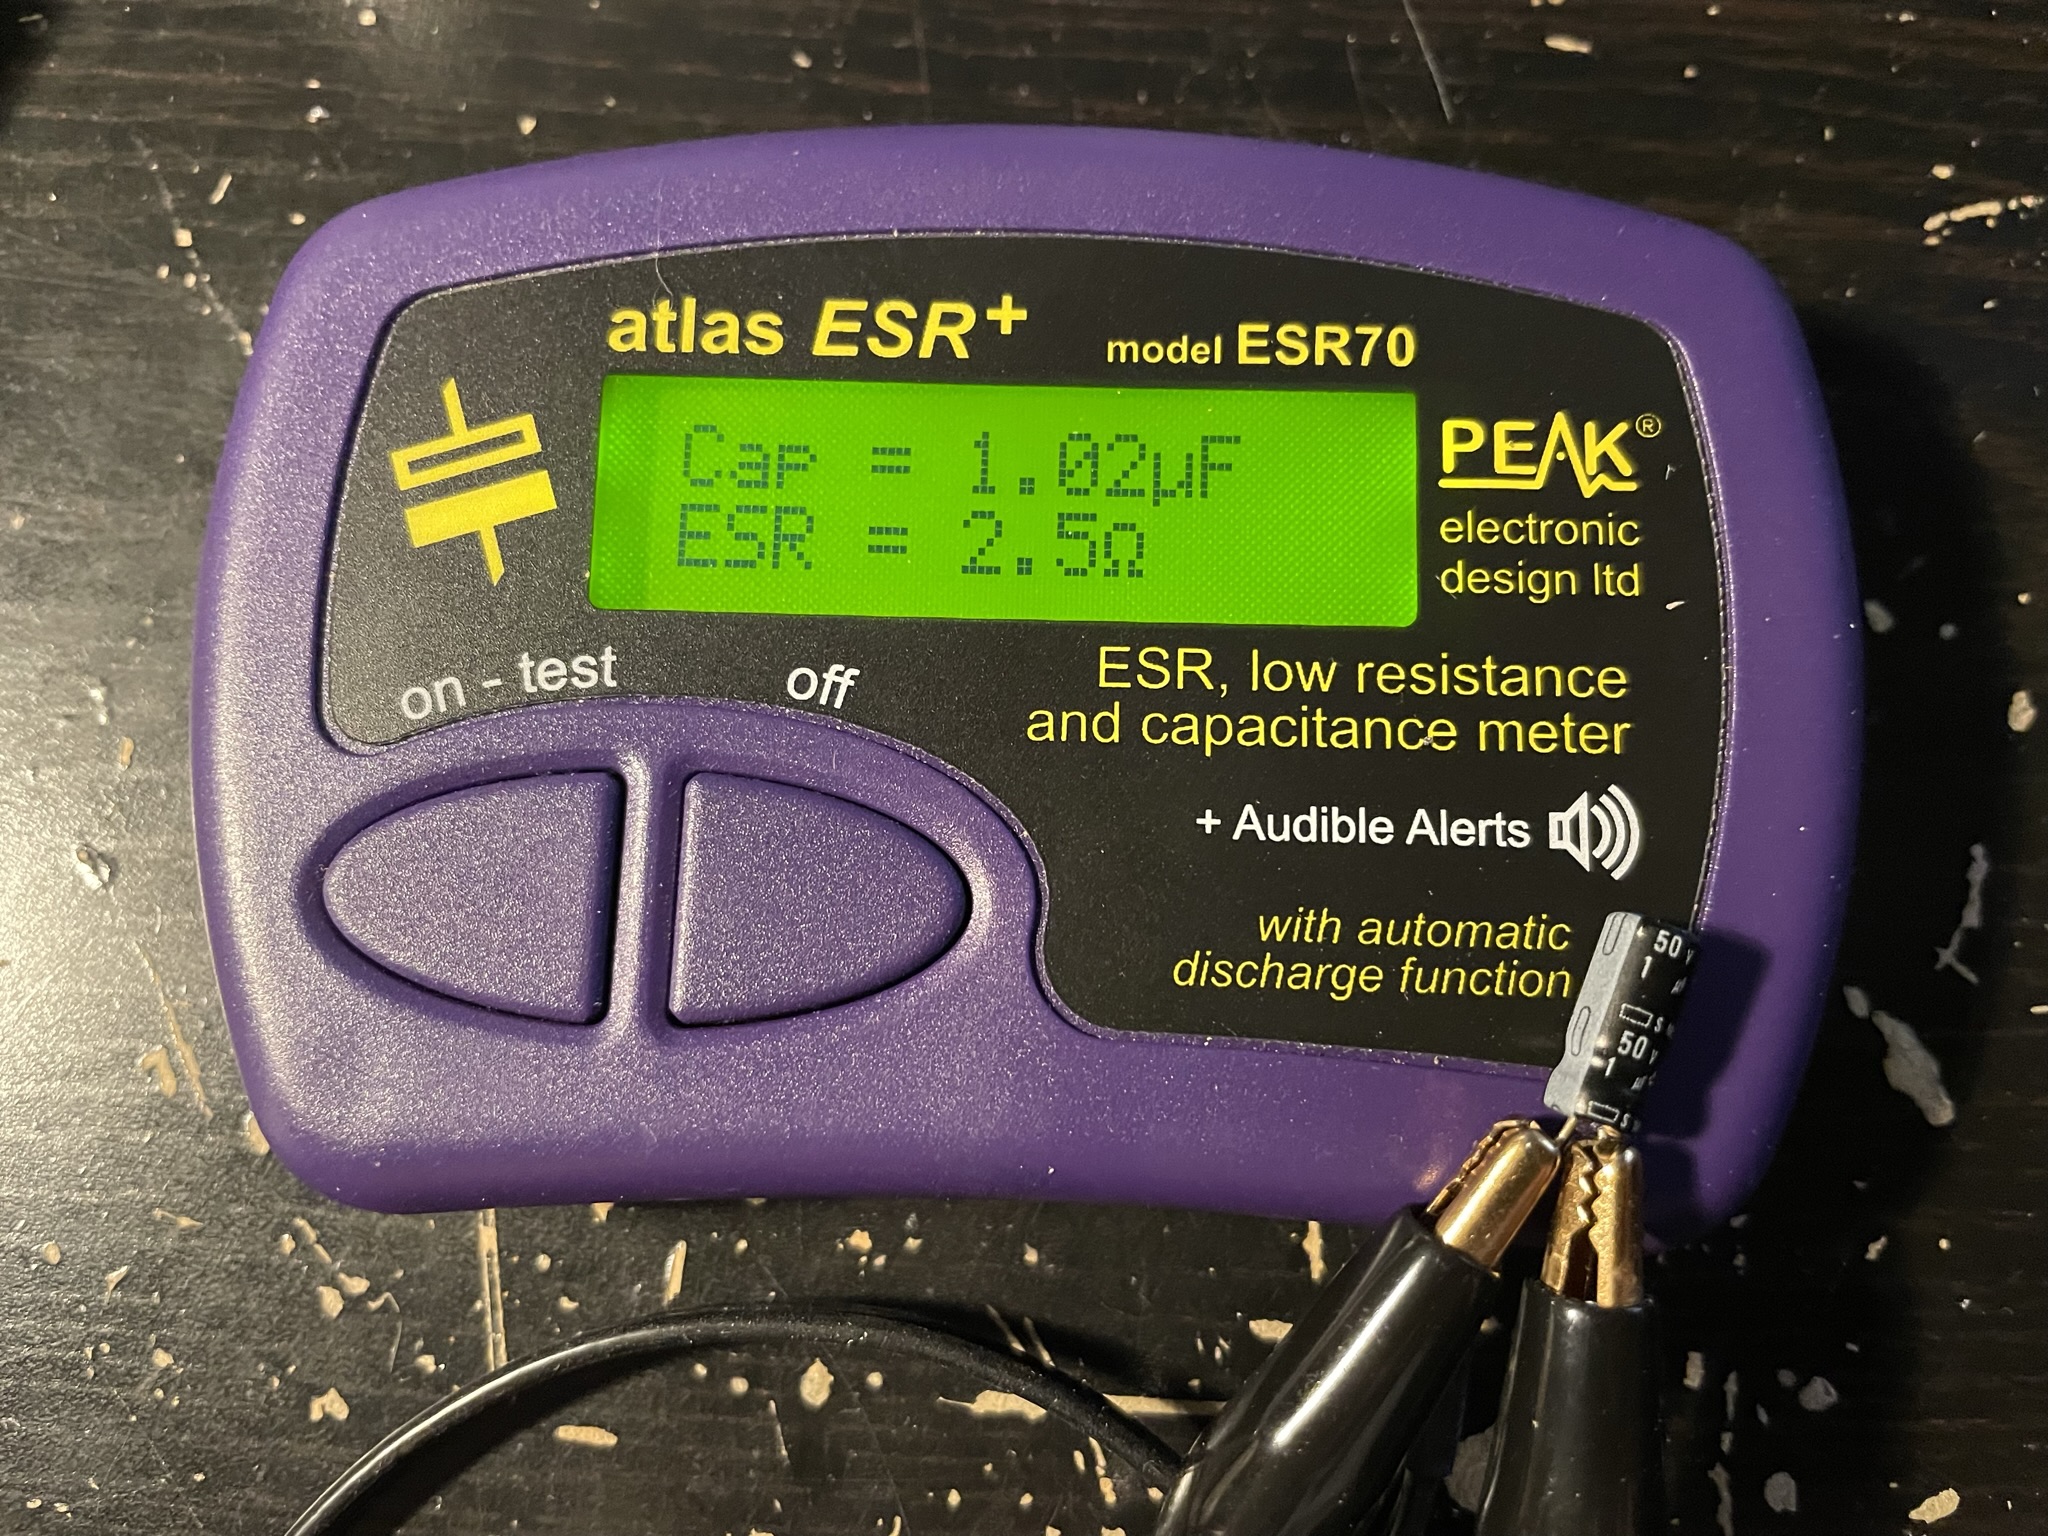 atlas ESR+ model ESR70
Cap = 1.02µF
ESR = 2.5Ω
PEAK®
electronic
design ltd
on - test
off
ESR, low resistance
and capacitance meter
+ Audible Alerts
with automatic
discharge function
50 v
1
50 v
1